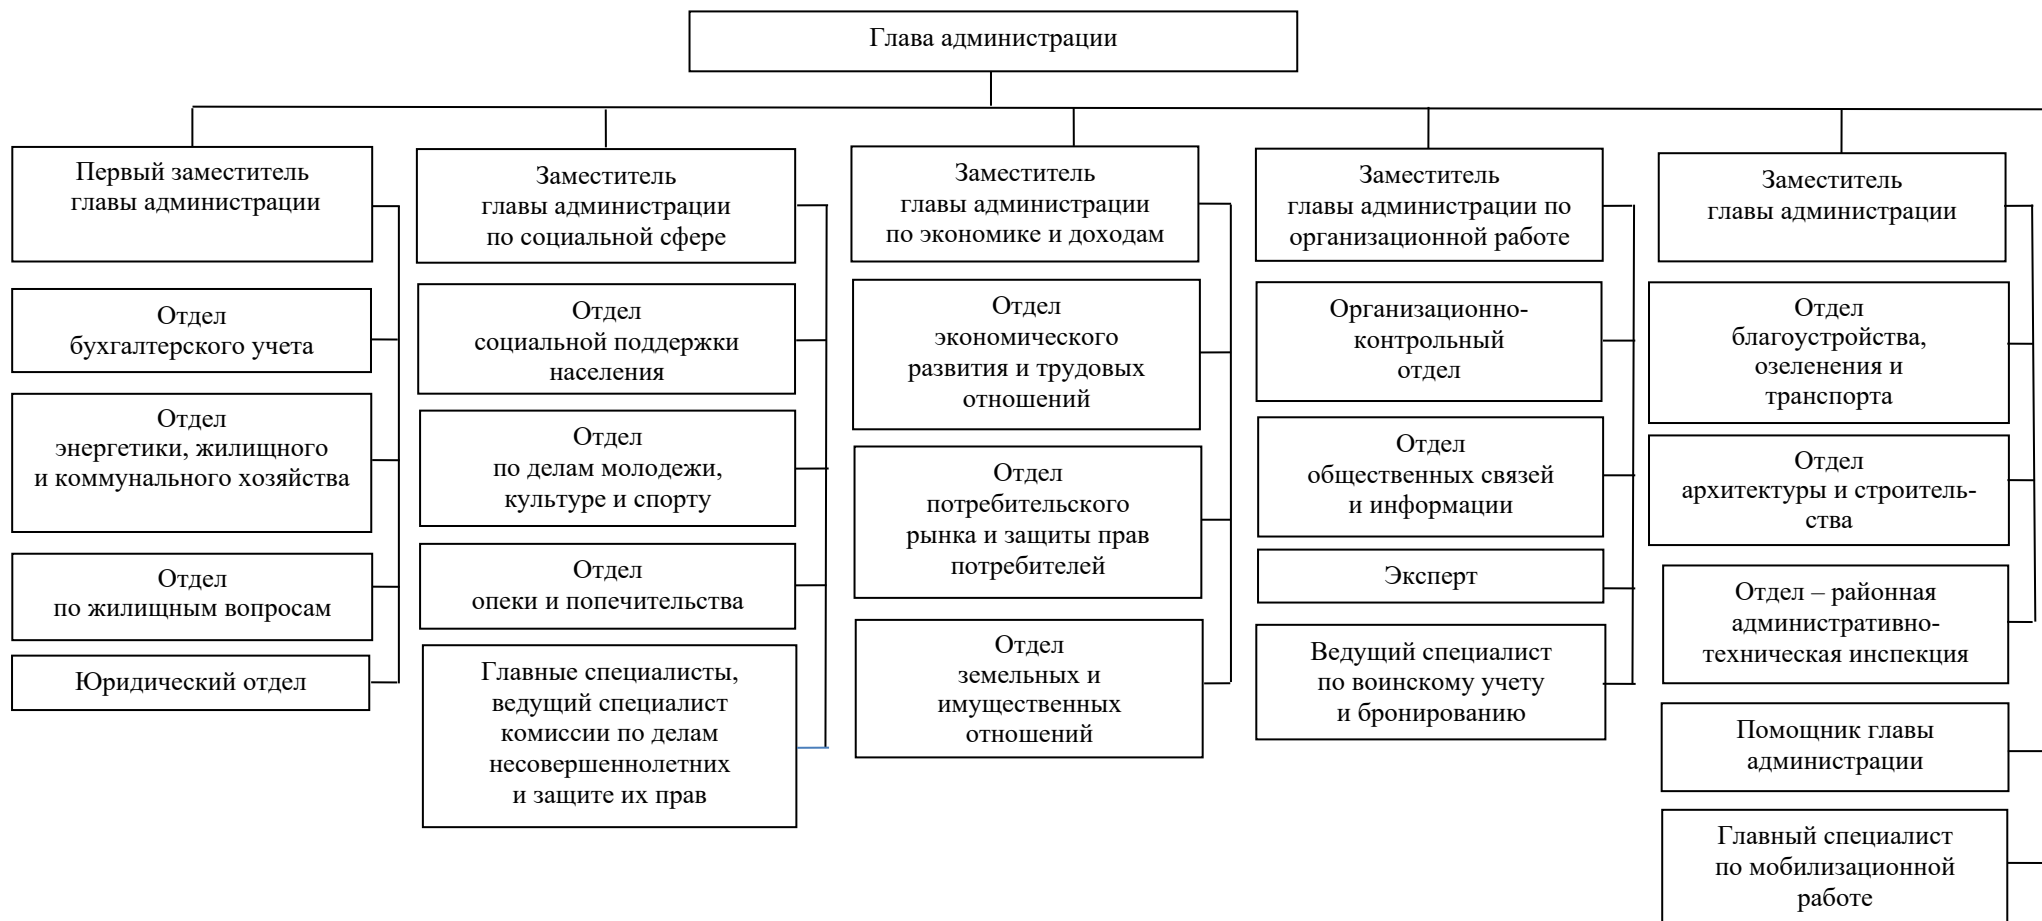 Глава администрации
Первый заместитель
главы администрации
Отдел
бухгалтерского учета
Отдел
энергетики, жилищного
и коммунального хозяйства
Отдел
по жилищным вопросам
Юридический отдел
Заместитель
главы администрации
по социальной сфере
Отдел
социальной поддержки
населения
Отдел
по делам молодежи,
культуре и спорту
Отдел
опеки и попечительства
Главные специалисты,
ведущий специалист
комиссии по делам
несовершеннолетних
и защите их прав
Заместитель
главы администрации
по экономике и доходам
Отдел
экономического
развития и трудовых
отношений
Отдел
потребительского
рынка и защиты прав
потребителей
Отдел
земельных и
имущественных
отношений
Заместитель
главы администрации по
организационной работе
Организационно-
контрольный
отдел
Отдел
общественных связей
и информации
Эксперт
Ведущий специалист
по воинскому учету
и бронированию
Заместитель
главы администрации
Отдел
благоустройства,
озеленения и
транспорта
Отдел
архитектуры и строитель-
ства
Отдел – районная
административно-
техническая инспекция
Помощник главы
администрации
Главный специалист
по мобилизационной
работе